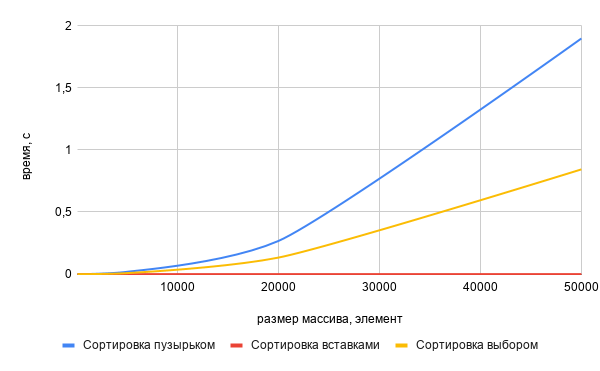 2
1,5
1
0,5
0
время, с
10000 20000 30000 40000 50000
размер массива, элемент
Сортировка пузырьком Сортировка вставками Сортировка выбором